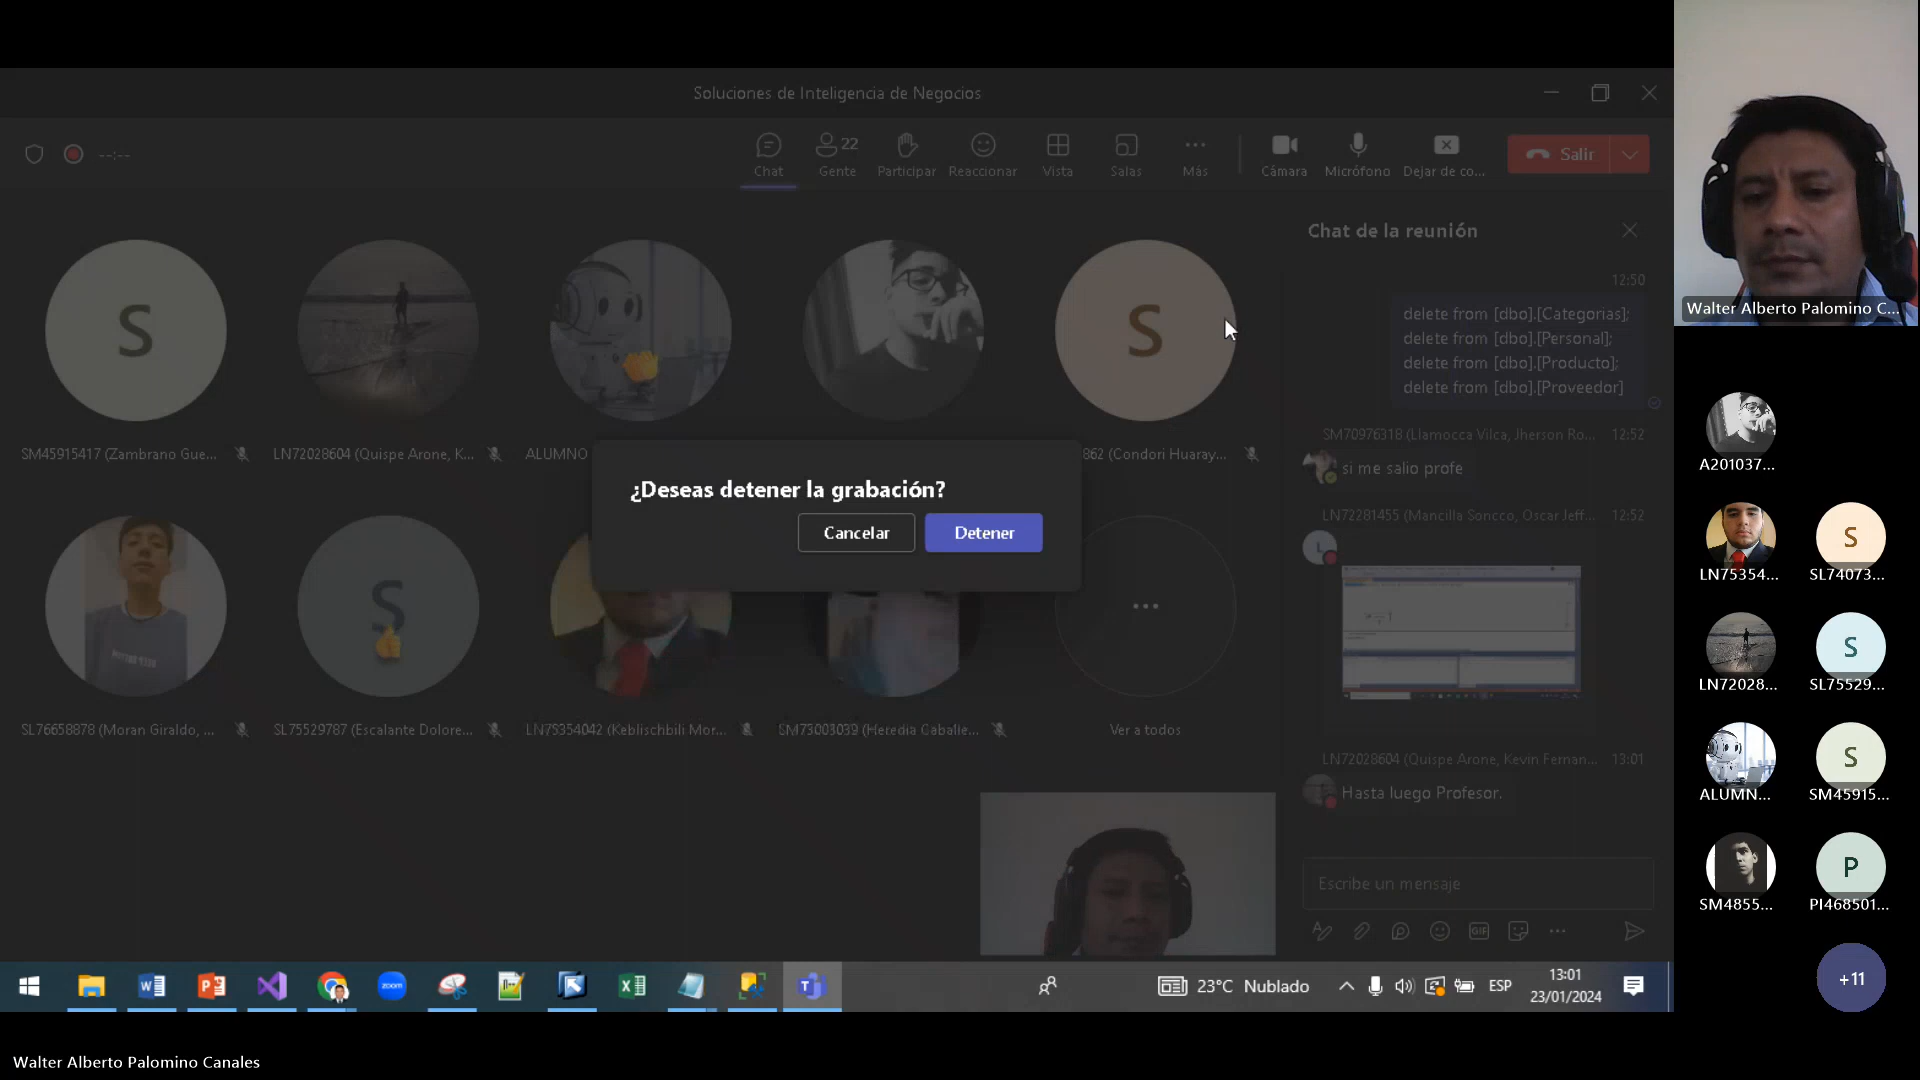 Soluciones de Inteligencia de Negocios
--:--
Chat
22
Gente
Participar
Reaccionar
Vista
Salas
Más
Cámara
Micrófono
Dejar de co...
Salir
Chat de la reunión
12:50
delete from [dbo].[Categorias];
delete from [dbo].[Personal];
delete from [dbo].[Producto];
delete from [dbo].[Proveedor]
S
S
SM45915417 (Zambrano Gue...
LN72028604 (Quispe Arone, K...
ALUMNO
862 (Condori Huaray...
SM70976318 (Llamocca Vilca, Jherson Ro... 12:52
si me salio profe
LN72281455 (Mancilla Soncco, Oscar Jeff... 12:52
L
¿Deseas detener la grabación?
Cancelar
Detener
S
SL76658878 (Moran Giraldo, ...
SL75529787 (Escalante Dolore...
LN75354042 (Keblischbili Mor...
SM73003039 (Heredia Caballe...
Ver a todos
LN72028604 (Quispe Arone, Kevin Fernan... 13:01
Hasta luego Profesor.
Escribe un mensaje
GIF
zoom
23°C Nublado
ESP
13:01
23/01/2024
Walter Alberto Palomino C...
A201037...
S
LN75354...
SL74073...
S
LN72028...
SL75529...
S
ALUMN...
SM45915...
P
SM4855...
PI468501...
+11
Walter Alberto Palomino Canales